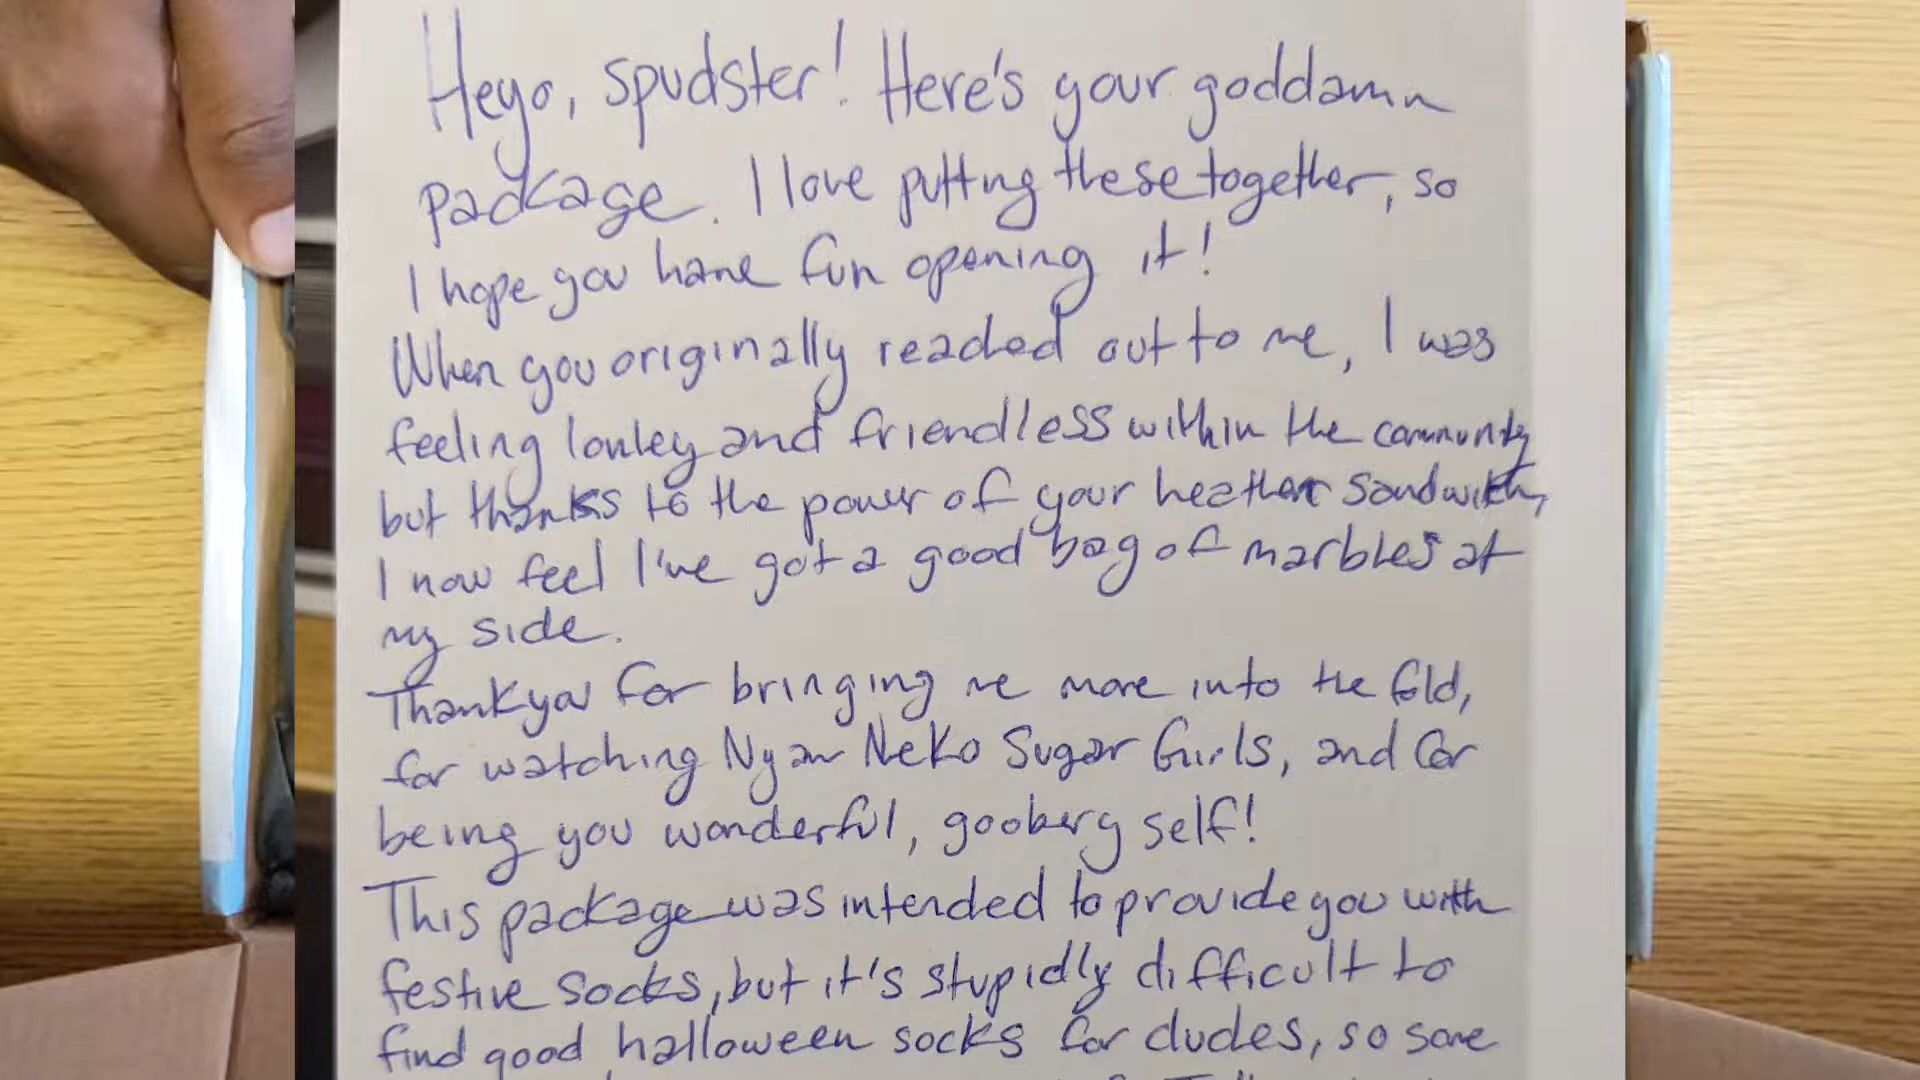 Heyo, spudster! Here's your goddamn
package. I love putting these together, so
I hope you have fun opening it!
When you originally reached out to me, I was
feeling lonley and friendless within the community
but thanks to the power of your heathen sandwich,
I now feel I've got a good bag of marbles at
my side.
Thank you for bringing me more into the fold,
for watching Nyan Neko Sugar Girls, and for
being you wonderful, goobery self!
This package was intended to provide you with
festive socks, but it's stupidly difficult to
find good halloween socks for dudes, so some